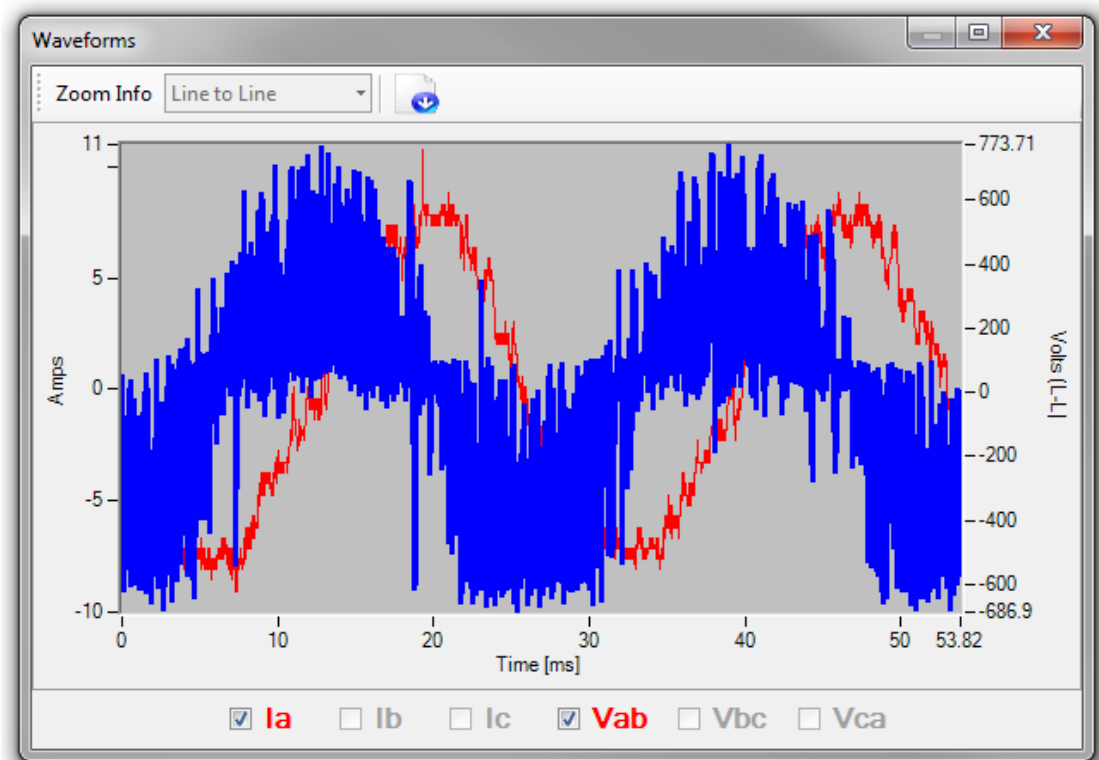 Waveforms
Zoom Info Line to Line
11
5
0
-5
-10
Amps
773.71
600
400
200
0
-200
-400
-600
-686.9
Volts (L-L)
0 10 20 30 40 50 53.82
Time [ms]
Ia Ib Ic Vab Vbc Vca